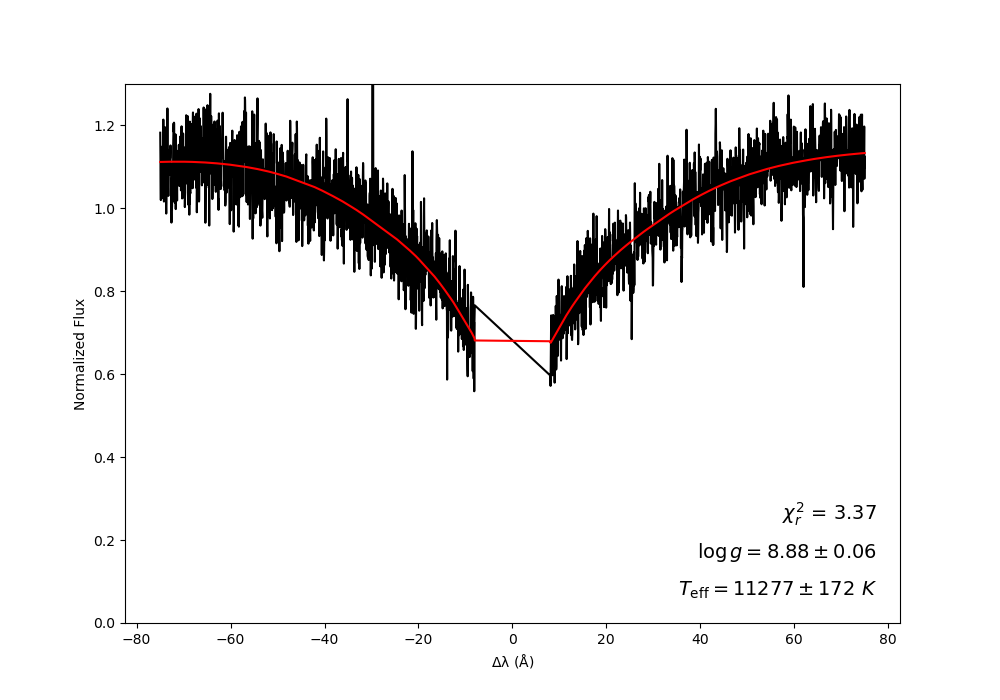 1.2
1.0
0.8
0.6
0.4
0.2
0.0
Normalized Flux
χ²ᵣ = 3.37
log g = 8.88 ± 0.06
T_eff = 11277 ± 172 K
−80 −60 −40 −20 0 20 40 60 80
Δλ (Å)